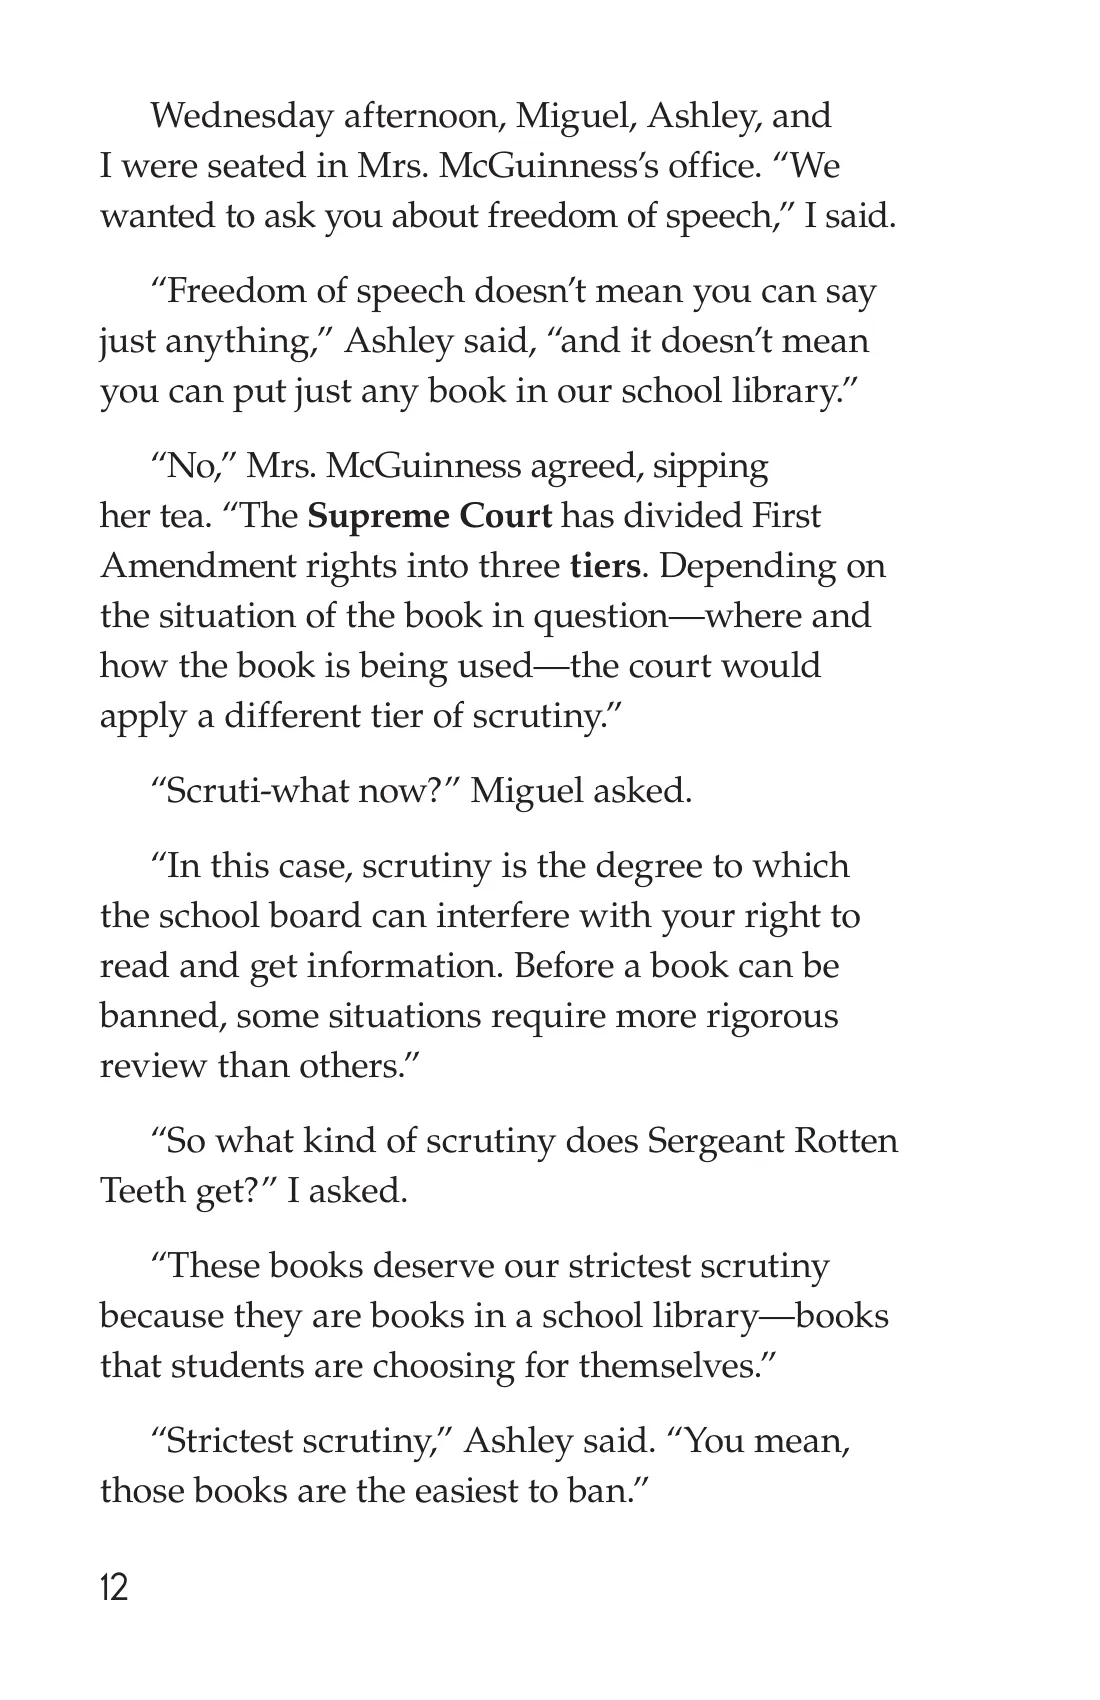 Wednesday afternoon, Miguel, Ashley, and
I were seated in Mrs. McGuinness’s office. “We
wanted to ask you about freedom of speech,” I said.
“Freedom of speech doesn’t mean you can say
just anything,” Ashley said, “and it doesn’t mean
you can put just any book in our school library.”
“No,” Mrs. McGuinness agreed, sipping
her tea. “The Supreme Court has divided First
Amendment rights into three tiers. Depending on
the situation of the book in question—where and
how the book is being used—the court would
apply a different tier of scrutiny.”
“Scruti-what now?” Miguel asked.
“In this case, scrutiny is the degree to which
the school board can interfere with your right to
read and get information. Before a book can be
banned, some situations require more rigorous
review than others.”
“So what kind of scrutiny does Sergeant Rotten
Teeth get?” I asked.
“These books deserve our strictest scrutiny
because they are books in a school library—books
that students are choosing for themselves.”
“Strictest scrutiny,” Ashley said. “You mean,
those books are the easiest to ban.”
12